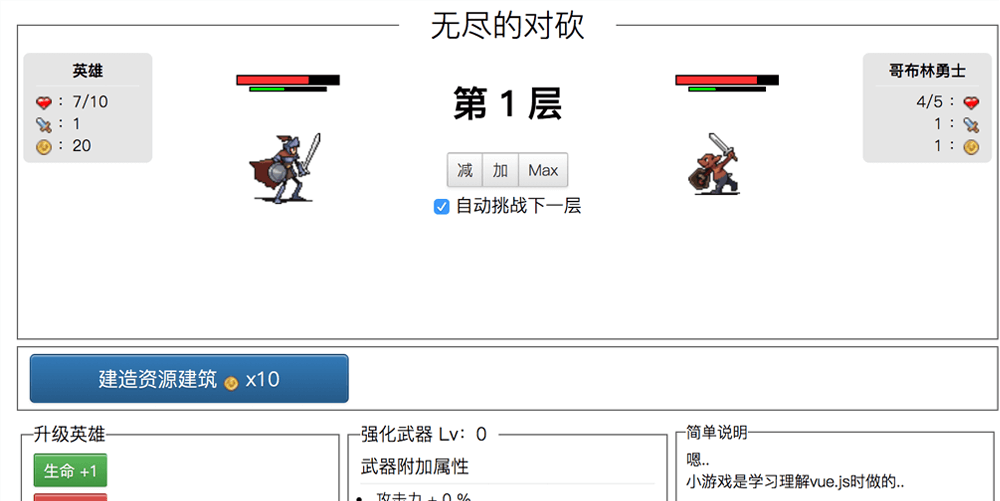 无尽的对砍
英雄
: 7/10
: 1
: 20
第 1 层
减 加 Max
自动挑战下一层
哥布林勇士
4/5 :
1 :
1 :
建造资源建筑 x10
升级英雄
生命 +1
强化武器 Lv: 0
武器附加属性
• 攻击力 + 0 %
简单说明
嗯..
小游戏是学习理解vue.js时做的..